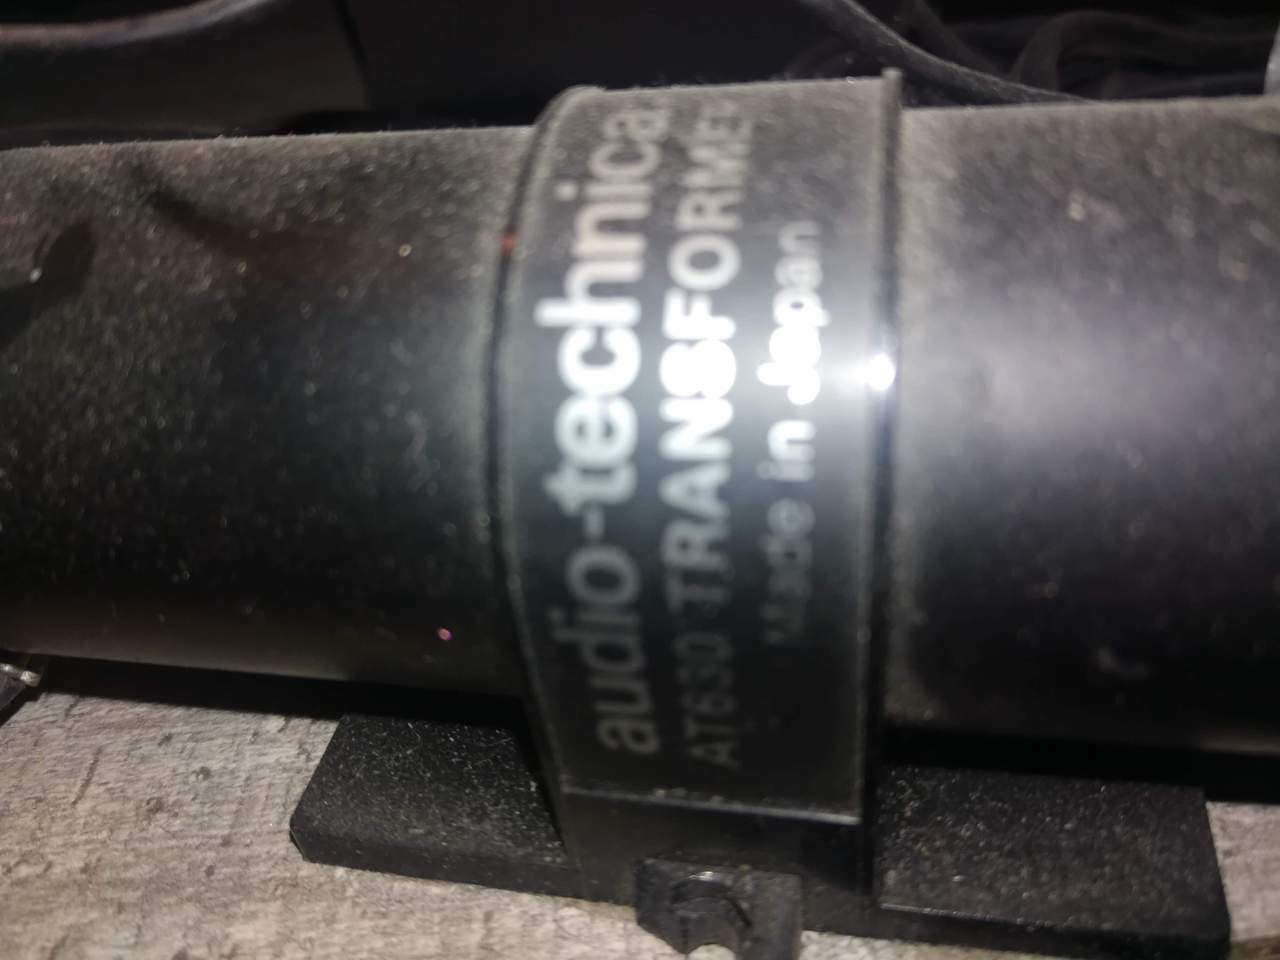 audio-technica
AT630 TRANSFORMER
Made in Japan